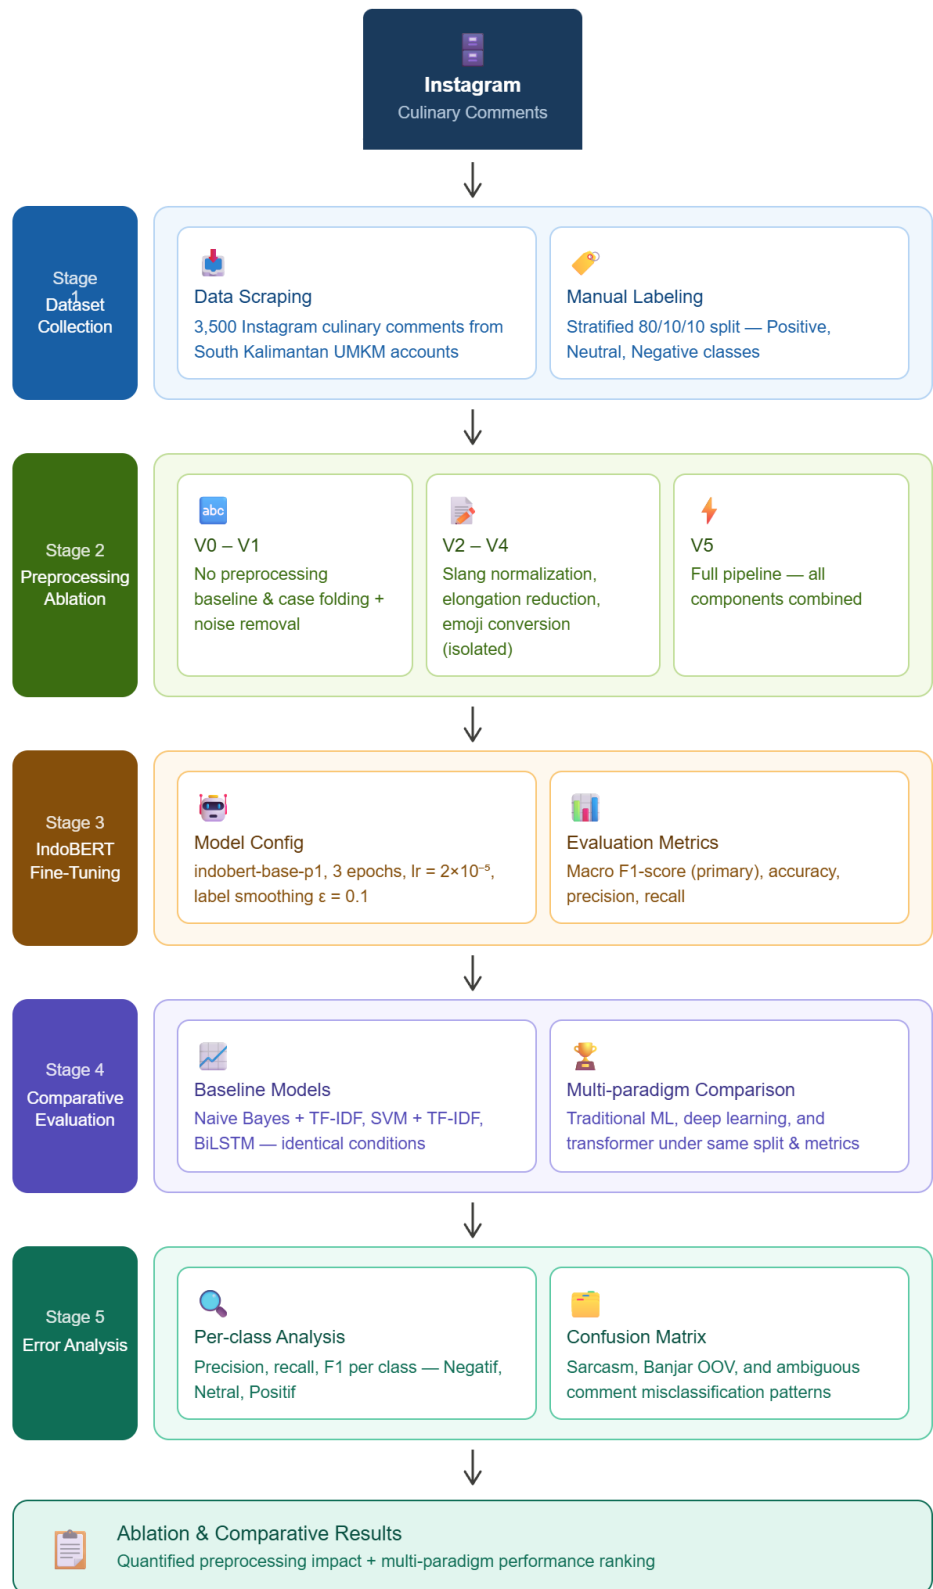 Instagram
Culinary Comments
Stage
1
Dataset
Collection
Data Scraping
3,500 Instagram culinary comments from
South Kalimantan UMKM accounts
Manual Labeling
Stratified 80/10/10 split — Positive,
Neutral, Negative classes
Stage 2
Preprocessing
Ablation
abc
V0 – V1
No preprocessing
baseline & case folding +
noise removal
V2 – V4
Slang normalization,
elongation reduction,
emoji conversion
(isolated)
V5
Full pipeline — all
components combined
Stage 3
IndoBERT
Fine-Tuning
Model Config
indobert-base-p1, 3 epochs, lr = 2×10⁻⁵,
label smoothing ε = 0.1
Evaluation Metrics
Macro F1-score (primary), accuracy,
precision, recall
Stage 4
Comparative
Evaluation
Baseline Models
Naive Bayes + TF-IDF, SVM + TF-IDF,
BiLSTM — identical conditions
Multi-paradigm Comparison
Traditional ML, deep learning, and
transformer under same split & metrics
Stage 5
Error Analysis
Per-class Analysis
Precision, recall, F1 per class — Negatif,
Netral, Positif
Confusion Matrix
Sarcasm, Banjar OOV, and ambiguous
comment misclassification patterns
Ablation & Comparative Results
Quantified preprocessing impact + multi-paradigm performance ranking